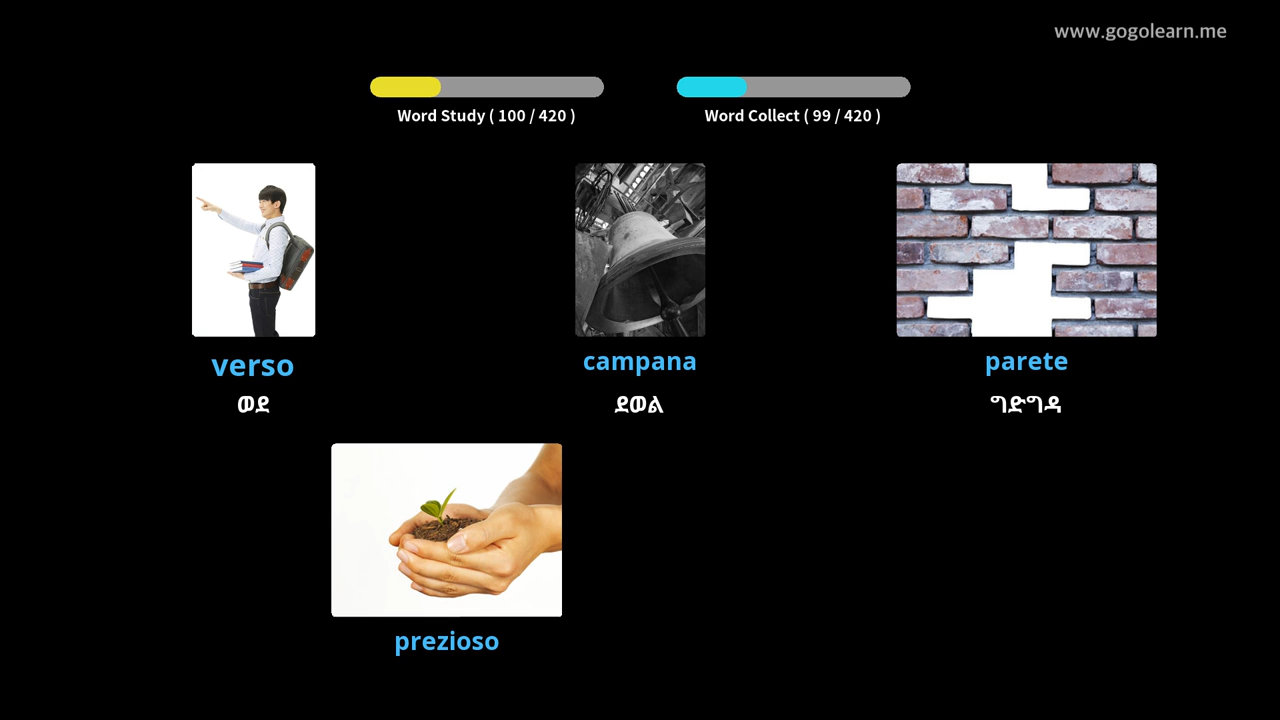 www.gogolearn.me
Word Study ( 100 / 420 )
Word Collect ( 99 / 420 )
verso
campana
parete
ወደ
ደወል
ግድግዳ
prezioso